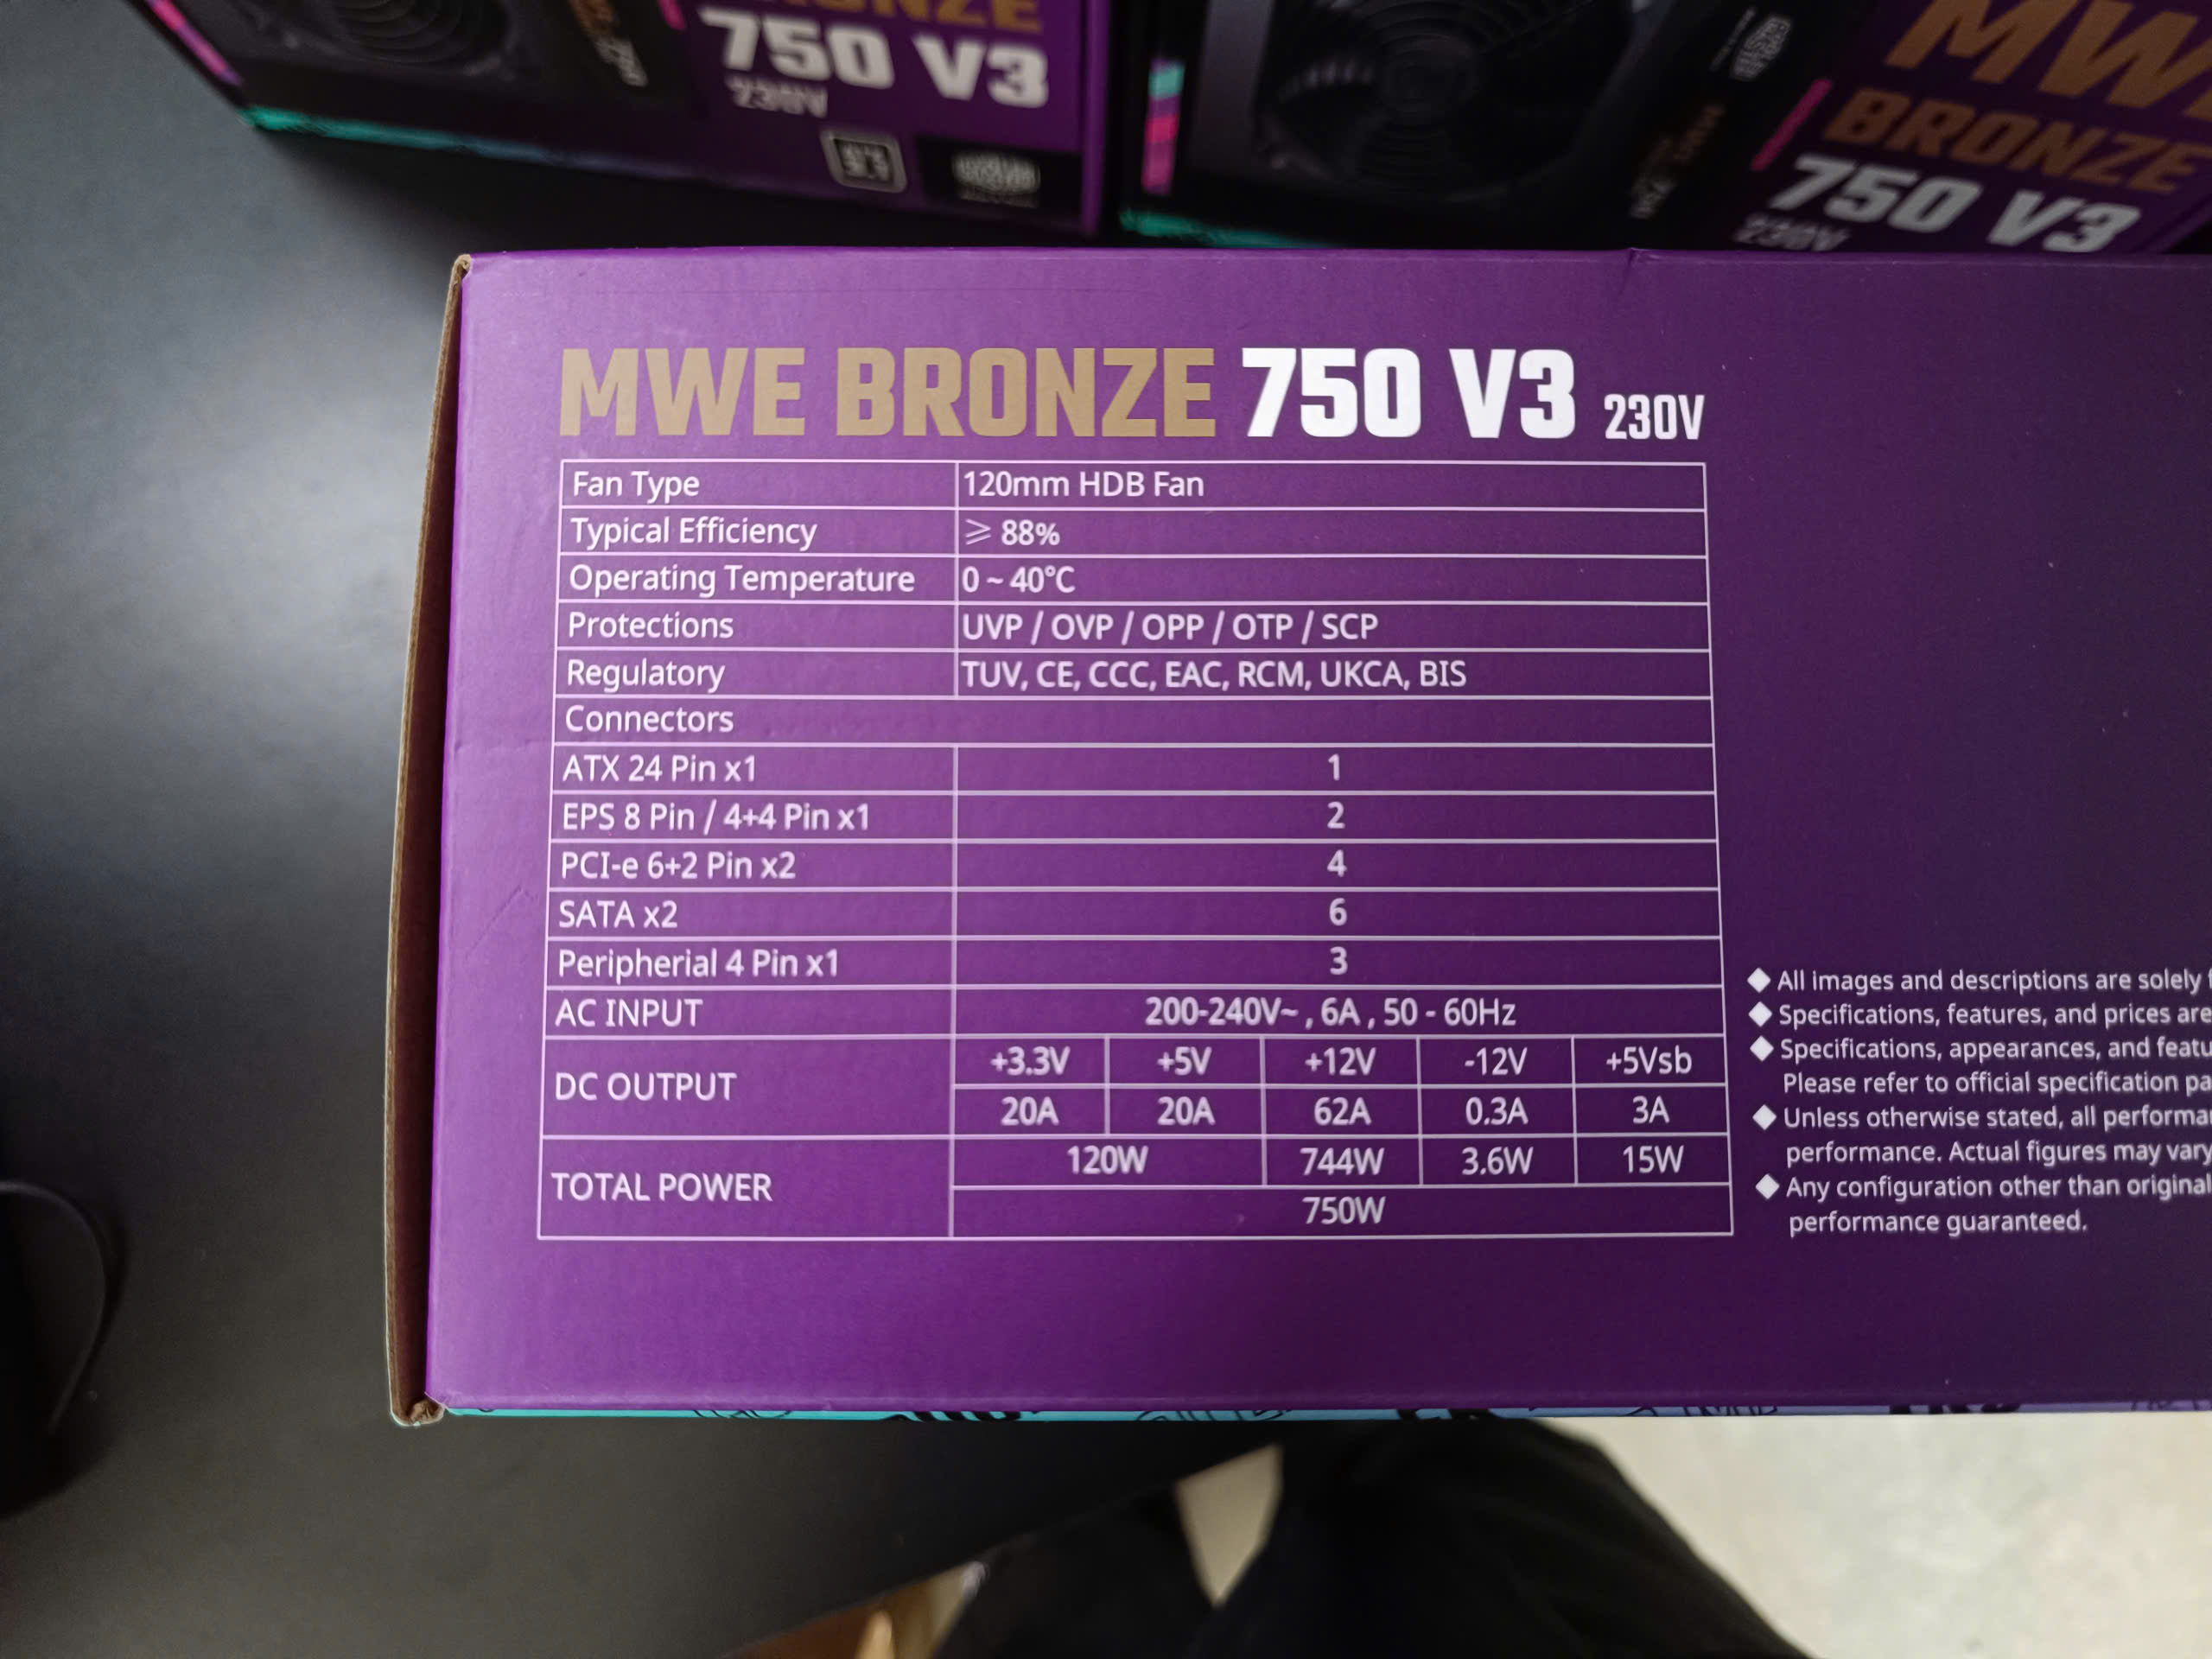 750 V3
230V
MW
BRONZE
750 V3
230V
MWE BRONZE 750 V3 230V
Fan Type 120mm HDB Fan
Typical Efficiency ⩾ 88%
Operating Temperature 0 ~ 40°C
Protections UVP / OVP / OPP / OTP / SCP
Regulatory TUV, CE, CCC, EAC, RCM, UKCA, BIS
Connectors
ATX 24 Pin x1 1
EPS 8 Pin / 4+4 Pin x1 2
PCI-e 6+2 Pin x2 4
SATA x2 6
Peripherial 4 Pin x1 3
AC INPUT 200-240V~ , 6A , 50 - 60Hz
DC OUTPUT
+3.3V +5V +12V -12V +5Vsb
20A 20A 62A 0.3A 3A
TOTAL POWER
120W 744W 3.6W 15W
750W
◆ All images and descriptions are solely
◆ Specifications, features, and prices are
◆ Specifications, appearances, and featu
Please refer to official specification pa
◆ Unless otherwise stated, all performa
performance. Actual figures may vary
◆ Any configuration other than original
performance guaranteed.